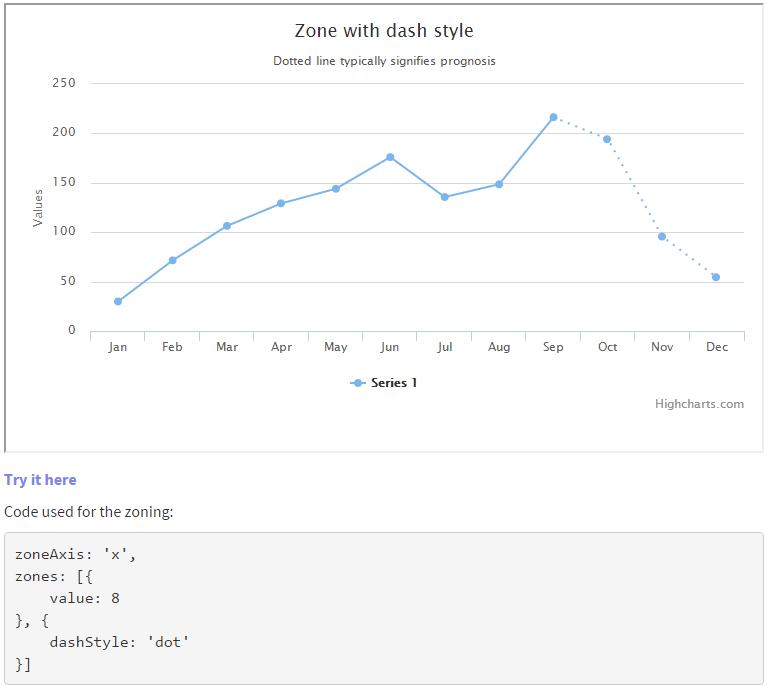 Zone with dash style
Dotted line typically signifies prognosis
250
200
150
100
50
0
Values
Jan Feb Mar Apr May Jun Jul Aug Sep Oct Nov Dec
Series 1
Highcharts.com
Try it here
Code used for the zoning:
zoneAxis: 'x',
zones: [{
    value: 8
}, {
    dashStyle: 'dot'
}]